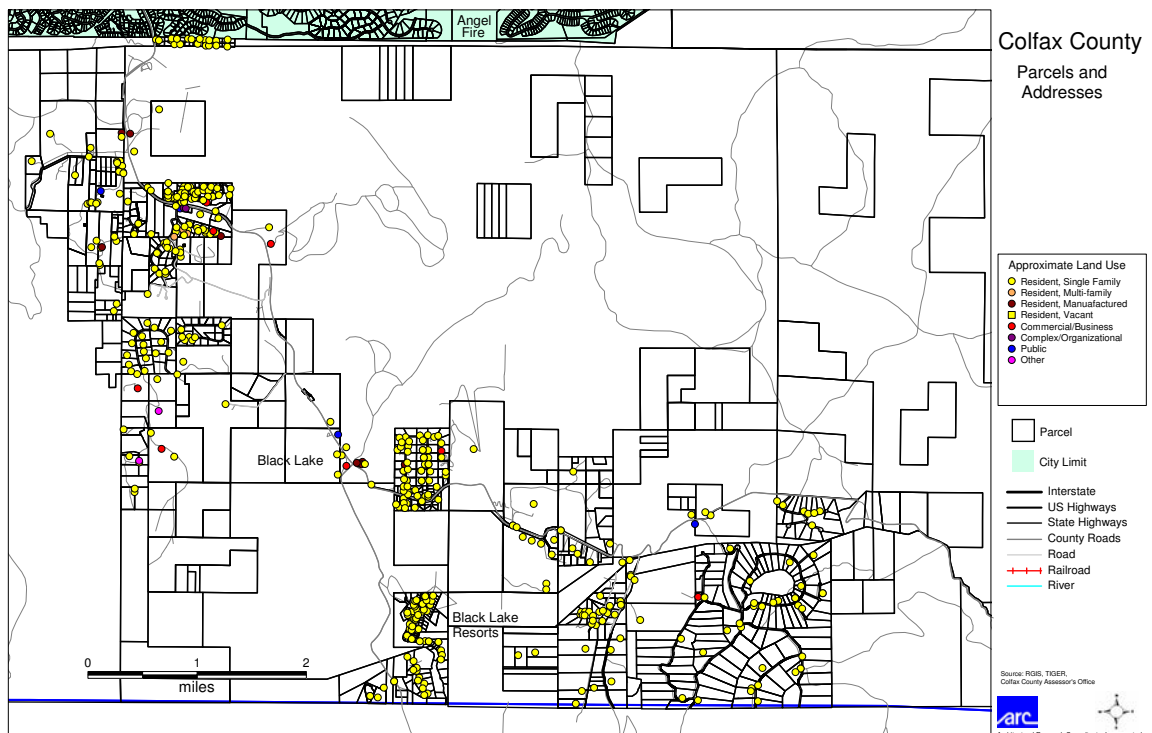 Angel
Fire
Colfax County
Parcels and
Addresses
Approximate Land Use
Resident, Single Family
Resident, Multi-family
Resident, Manuafactured
Resident, Vacant
Commercial/Business
Complex/Organizational
Public
Other
Parcel
City Limit
Black Lake
Interstate
US Highways
State Highways
County Roads
Road
Railroad
River
Black Lake
Resorts
0 1 2
miles
Source: RGIS, TIGER,
Colfax County Assessor's Office
arc